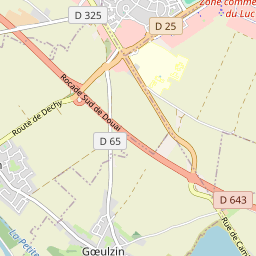 Zone comme
du Luc
D 325
D 25
Rocade Sud de Douai
Route de Dechy
D 65
D 643
Rue de Cam
La Petite
Gœulzin